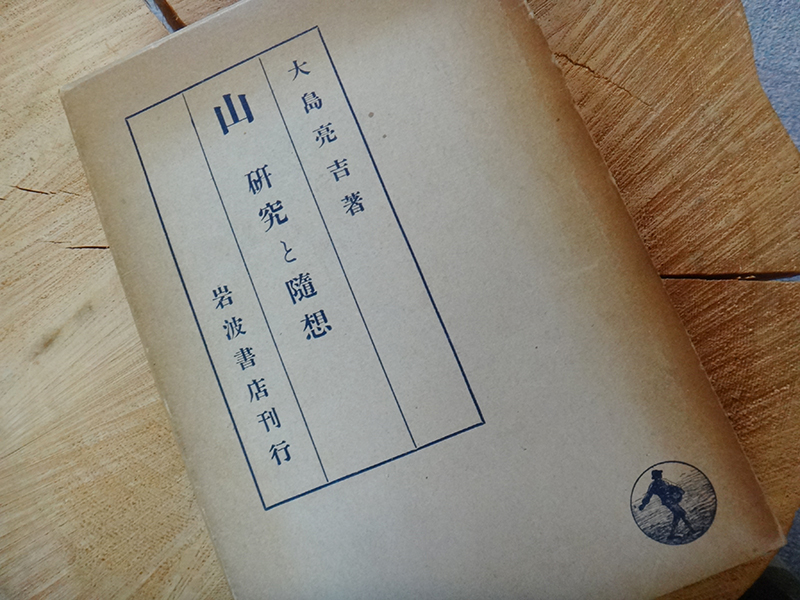 大島亮吉著
山 研究と隨想
岩波書店刊行